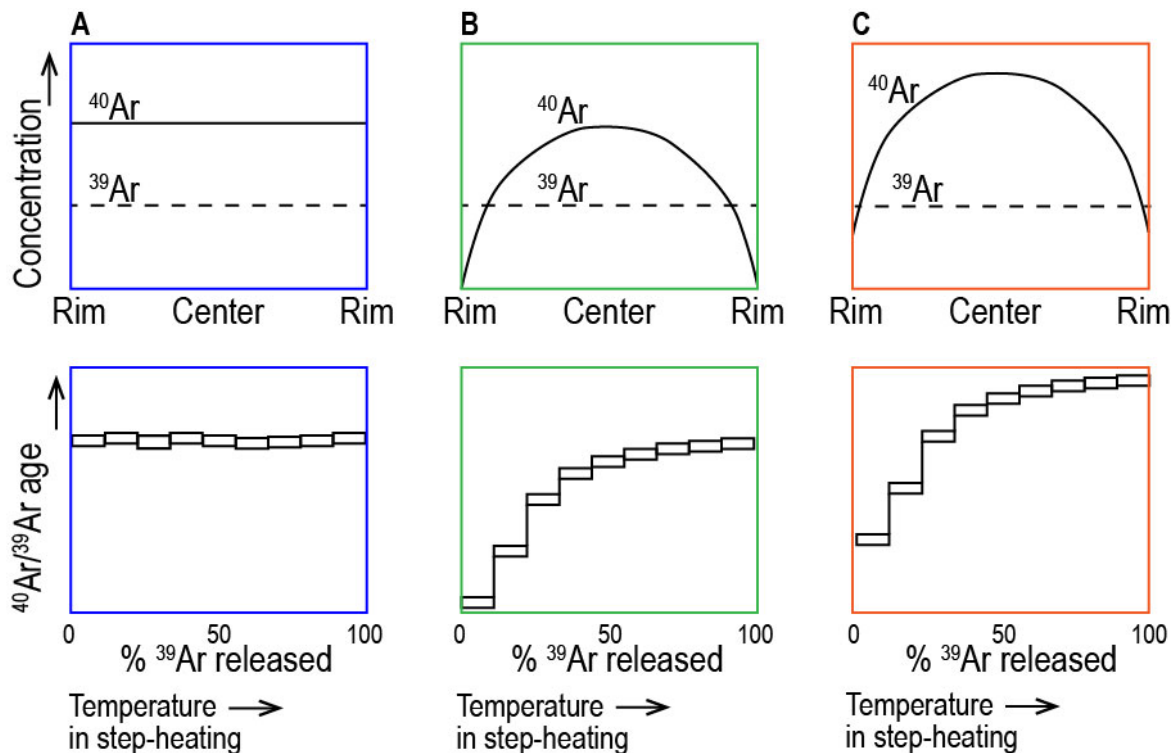 A
B
C
Concentration
⁴⁰Ar
³⁹Ar
Rim Center Rim
⁴⁰Ar
³⁹Ar
Rim Center Rim
⁴⁰Ar
³⁹Ar
Rim Center Rim
⁴⁰Ar/³⁹Ar age
0 50 100
% ³⁹Ar released
Temperature
in step-heating
0 50 100
% ³⁹Ar released
Temperature
in step-heating
0 50 100
% ³⁹Ar released
Temperature
in step-heating